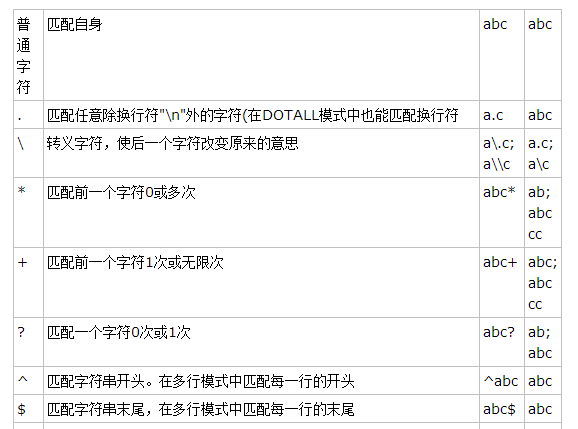 普 匹配自身 abc abc
通
字
符
. 匹配任意除换行符"\n"外的字符(在DOTALL模式中也能匹配换行符 a.c abc
\ 转义字符，使后一个字符改变原来的意思 a\.c; a.c;
a\\c a\c
* 匹配前一个字符0或多次 abc* ab;
abc
cc
+ 匹配前一个字符1次或无限次 abc+ abc;
abc
cc
? 匹配一个字符0次或1次 abc? ab;
abc
^ 匹配字符串开头。在多行模式中匹配每一行的开头 ^abc abc
$ 匹配字符串末尾，在多行模式中匹配每一行的末尾 abc$ abc